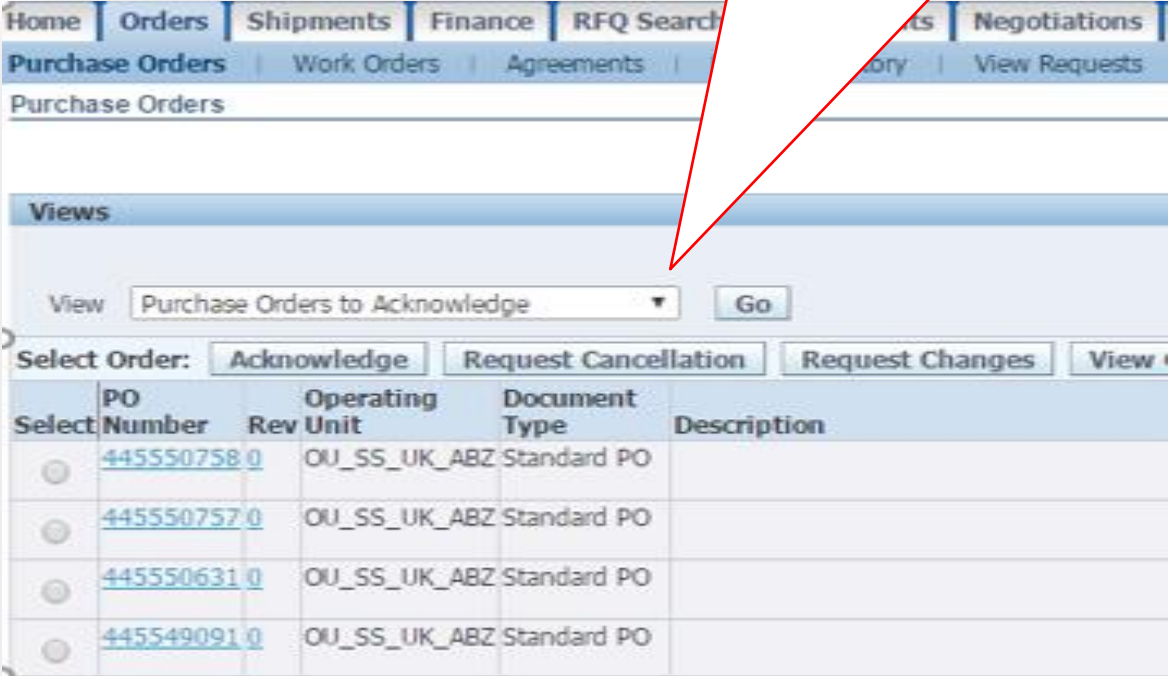 Home Orders Shipments Finance RFQ Search Negotiations
Purchase Orders | Work Orders | Agreements | | View Requests
Purchase Orders
Views
View Purchase Orders to Acknowledge Go
Select Order: Acknowledge Request Cancellation Request Changes View
Select PO Number Rev Operating Unit Document Type Description
445550758 0 OU_SS_UK_ABZ Standard PO
445550757 0 OU_SS_UK_ABZ Standard PO
445550631 0 OU_SS_UK_ABZ Standard PO
445549091 0 OU_SS_UK_ABZ Standard PO